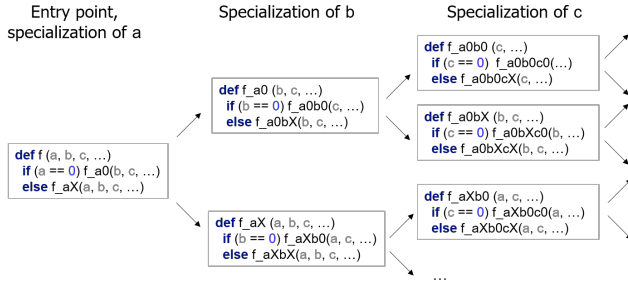 Entry point,
specialization of a
Specialization of b
Specialization of c
def f (a, b, c, …)
if (a == 0) f_a0(b, c, …)
else f_aX(a, b, c, …)
def f_a0 (b, c, …)
if (b == 0) f_a0b0(c, …)
else f_a0bX(b, c, …)
def f_aX (a, b, c, …)
if (b == 0) f_aXb0(a, c, …)
else f_aXbX(a, b, c, …)
def f_a0b0 (c, …)
if (c == 0)  f_a0b0c0(…)
else f_a0b0cX(c, …)
def f_a0bX (b, c, …)
if (c == 0) f_a0bXc0(b, …)
else f_a0bXcX(b, c, …)
def f_aXb0 (a, c, …)
if (c == 0) f_aXb0c0(a, …)
else f_aXb0cX(a, c, …)
…